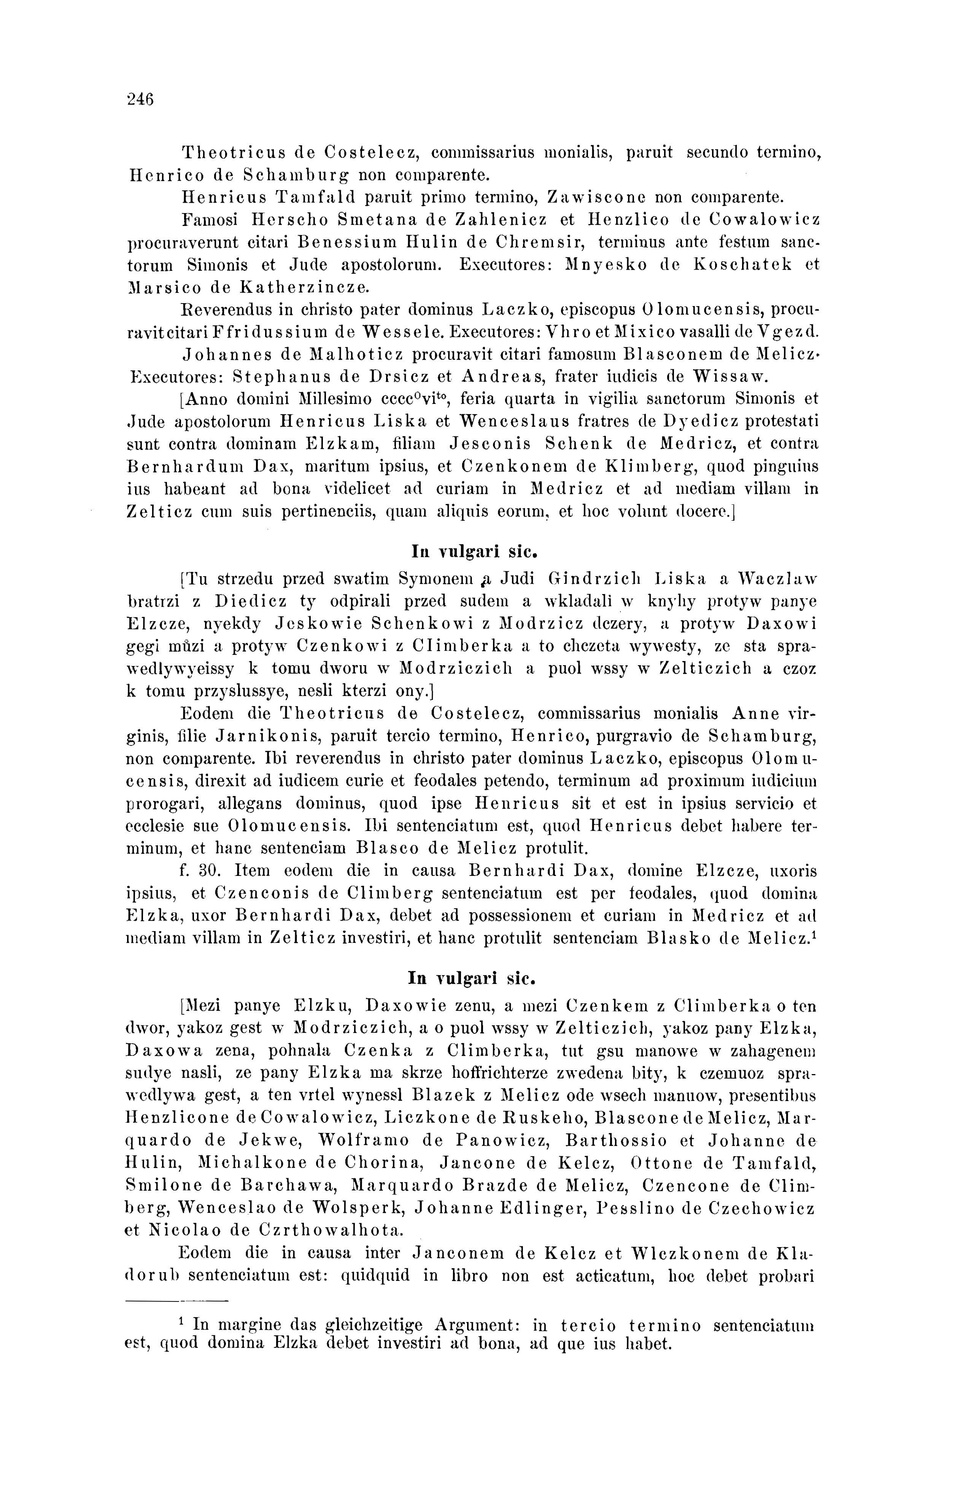 246
Theotricus de Costelecz, commissarius monialis, paruit secundo termino,
Henrico de Schamburg non comparente.
Henricus Tamfald paruit primo termino, Zawiscone non comparente.
Famosi Herscho Smetana de Zahlenicz et Henzlico de Cowalowicz
procuraverunt citari Benessium Hulin de Chremsir, terminus ante festum sanc-
torum Simonis et Jude apostolorum. Executores: Mnyesko de Koschatek et
Marsico de Katherzincze.
Reverendus in christo pater dominus Laczko, episcopus Olomucensis, procu-
ravit citari Ffridussium de Wessele. Executores: Vhro et Mixico vasalli de Vgezd.
Johannes de Malhoticz procuravit citari famosum Blasconem de Melicz.
Executores: Stephanus de Drsicz et Andreas, frater iudicis de Wissaw.
[Anno domini Millesimo ccccºviᵗᵒ, feria quarta in vigilia sanctorum Simonis et
Jude apostolorum Henricus Liska et Wenceslaus fratres de Dyedicz protestati
sunt contra dominam Elzkam, filiam Jesconis Schenk de Medricz, et contra
Bernhardum Dax, maritum ipsius, et Czenkonem de Klimberg, quod pinguius
ius habeant ad bona videlicet ad curiam in Medricz et ad mediam villam in
Zelticz cum suis pertinenciis, quam aliquis eorum, et hoc volunt docere.]
In vulgari sic.
[Tu strzedu przed swatim Symonem a Judi Gindrzich Liska a Waczlaw
bratrzi z Diedicz ty odpirali przed sudem a wkladali w knyhy protyw panye
Elzcze, nyekdy Jeskowie Schenkowi z Modrzicz dczery, a protyw Daxowi
gegi můzi a protyw Czenkowi z Climberka a to chczeta wywesty, ze sta spra-
wedlywyeissy k tomu dworu w Modrziczich a puol wssy w Zelticzich a czoz
k tomu przyslussye, nesli kterzi ony.]
Eodem die Theotricus de Costelecz, commissarius monialis Anne vir-
ginis, filie Jarnikonis, paruit tercio termino, Henrico, purgravio de Schamburg,
non comparente. Ibi reverendus in christo pater dominus Laczko, episcopus Olomu-
censis, direxit ad iudicem curie et feodales petendo, terminum ad proximum iudicium
prorogari, allegans dominus, quod ipse Henricus sit et est in ipsius servicio et
ecclesie sue Olomucensis. Ibi sentenciatum est, quod Henricus debet habere ter-
minum, et hanc sentenciam Blasco de Melicz protulit.
f. 30. Item eodem die in causa Bernhardi Dax, domine Elzcze, uxoris
ipsius, et Czenconis de Climberg sentenciatum est per feodales, quod domina
Elzka, uxor Bernhardi Dax, debet ad possessionem et curiam in Medricz et ad
mediam villam in Zelticz investiri, et hanc protulit sentenciam Blasko de Melicz.¹
In vulgari sic.
[Mezi panye Elzku, Daxowie zenu, a mezi Czenkem z Climberka o ten
dwor, yakoz gest w Modrziczich, a o puol wssy w Zelticzich, yakoz pany Elzka,
Daxowa zena, pohnala Czenka z Climberka, tut gsu manowe w zahagenem
sudye nasli, ze pany Elzka ma skrze hoffrichterze zwedena bity, k czemuoz spra-
wedlywa gest, a ten vrtel wynessl Blazek z Melicz ode wsech manuow, presentibus
Henzlicone de Cowalowicz, Liczkone de Ruskeho, Blascone de Melicz, Mar-
quardo de Jekwe, Wolframo de Panowicz, Barthossio et Johanne de
Hulin, Michalkone de Chorina, Jancone de Kelcz, Ottone de Tamfald,
Smilone de Barchawa, Marquardo Brazde de Melicz, Czencone de Clim-
berg, Wenceslao de Wolsperk, Johanne Edlinger, Pesslino de Czechowicz
et Nicolao de Czrthowalhota.
Eodem die in causa inter Janconem de Kelcz et Wlczkonem de Kla-
dorub sentenciatum est: quidquid in libro non est acticatum, hoc debet probari
¹ In margine das gleichzeitige Argument: in tercio termino sentenciatum
est, quod domina Elzka debet investiri ad bona, ad que ius habet.